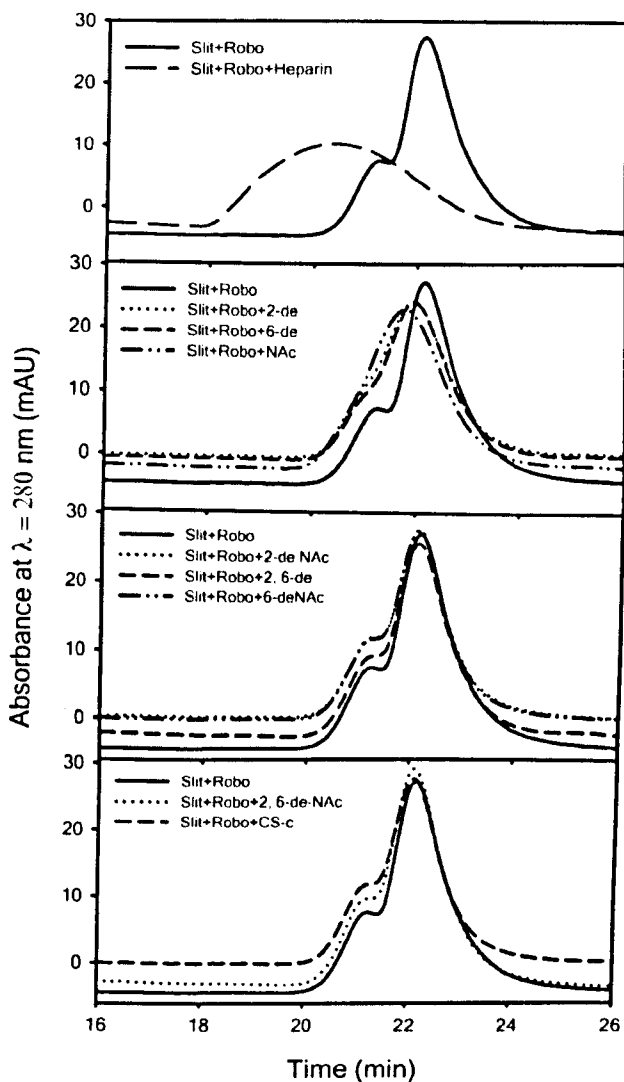 30
20
10
0
Slit+Robo
Slit+Robo+Heparin
30
20
10
0
Slit+Robo
Slit+Robo+2-de
Slit+Robo+6-de
Slit+Robo+NAc
30
20
10
0
Slit+Robo
Slit+Robo+2-de NAc
Slit+Robo+2, 6-de
Slit+Robo+6-deNAc
30
20
10
0
Slit+Robo
Slit+Robo+2, 6-de-NAc
Slit+Robo+CS-c
16 18 20 22 24 26
Time (min)
Absorbance at λ = 280 nm (mAU)